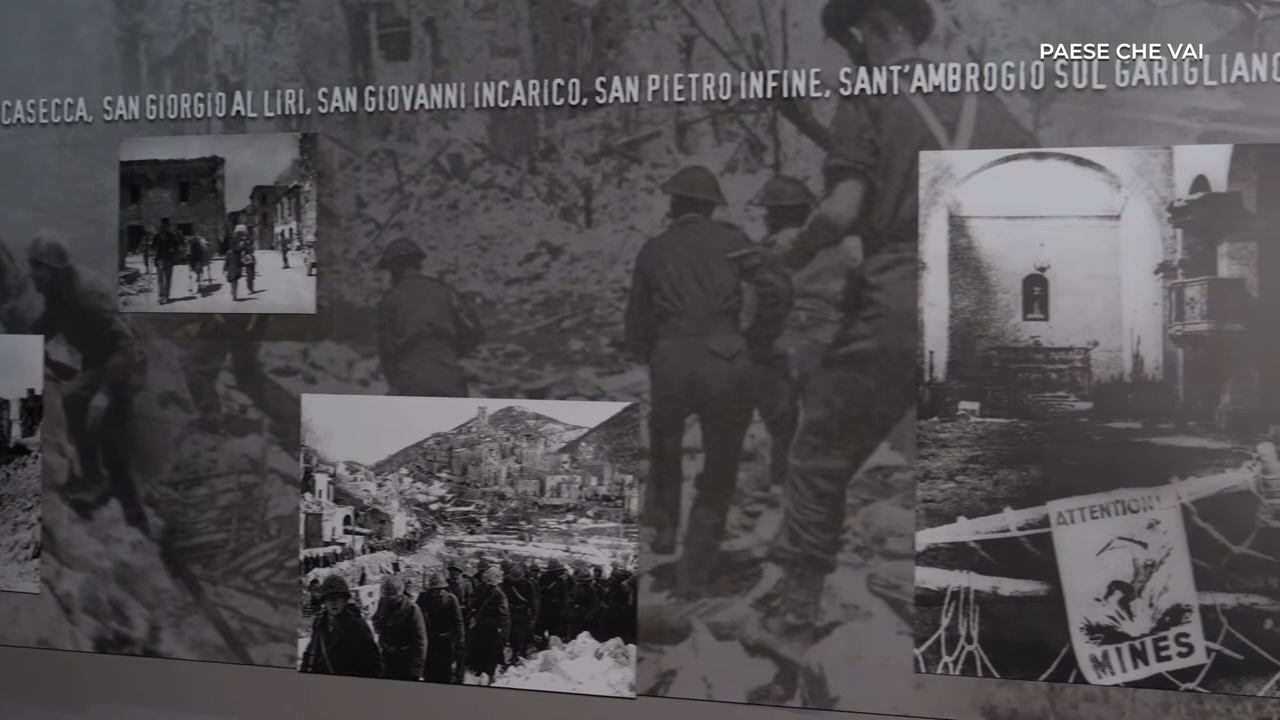 PAESE CHE VAI
CASECCA, SAN GIORGIO AL LIRI, SAN GIOVANNI INCARICO, SAN PIETRO INFINE, SANT'AMBROGIO SUL GARIGLIANO
ATTENTION!
MINES